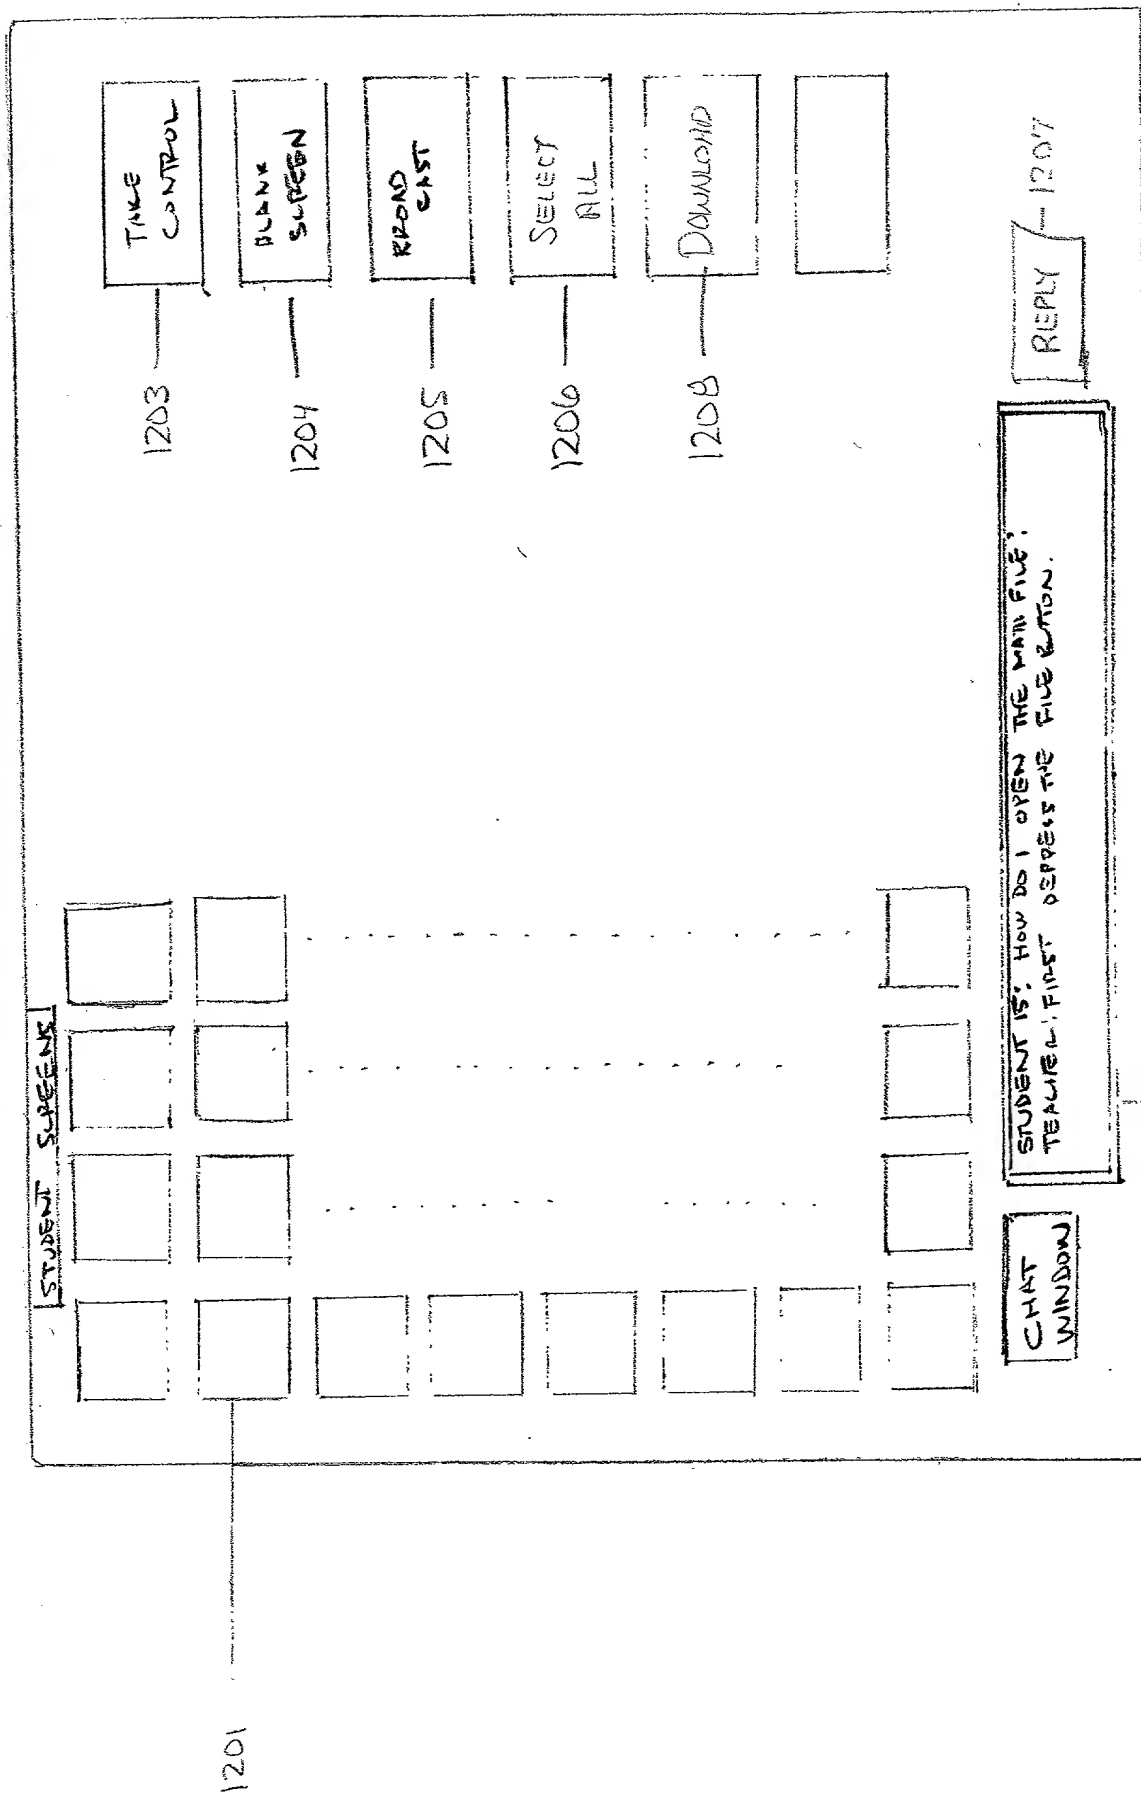 STUDENT SCREENS
TAKE
CONTROL
1203
BLANK
SCREEN
1204
BROAD
CAST
1205
SELECT
ALL
1206
DOWNLOAD
1208
1201
CHAT
WINDOW
STUDENT 15: HOW DO I OPEN THE MATH FILE?
TEACHER: FIRST DEPRESS THE FILE BUTTON.
REPLY
1207